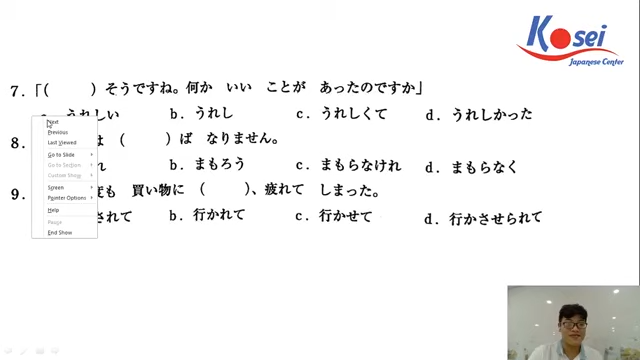 Kosei
Japanese Center
7.「(　　)そうですね。何か いい ことが あったのですか」
うれしい b. うれし c. うれしくて d. うれしかった
8. は (　　)ば なりません。
れ b. まもろう c. まもらなけれ d. まもらなく
9. 度も 買い物に (　　)、疲れて しまった。
されて b. 行かれて c. 行かせて d. 行かさせられて
Next
Previous
Last Viewed
Go to Slide
Go to Section
Custom Show
Screen
Pointer Options
Help
Pause
End Show